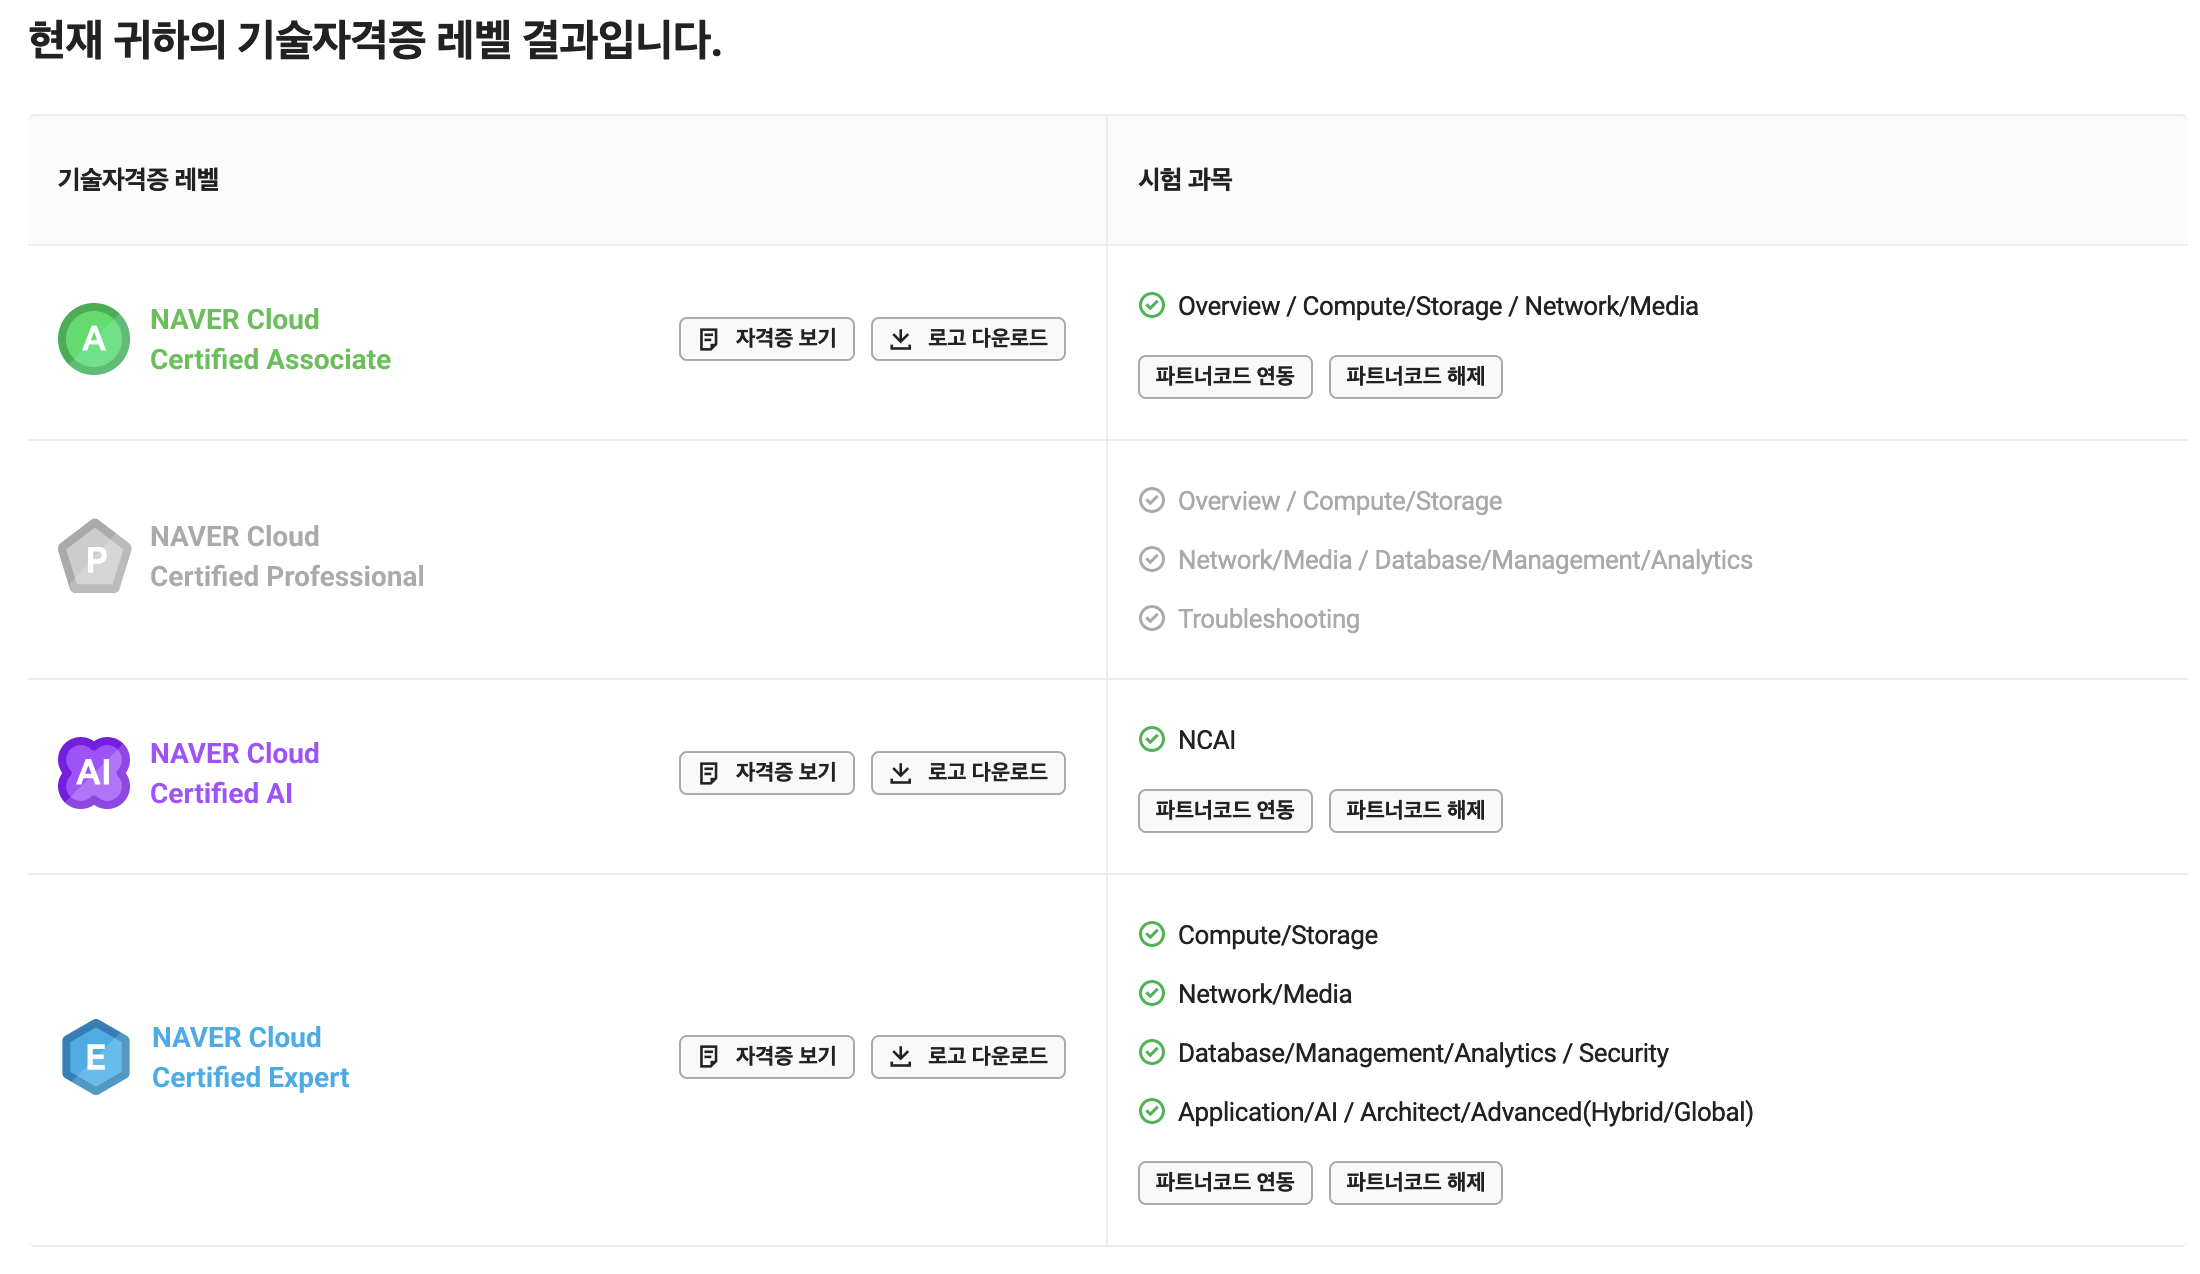 현재 귀하의 기술자격증 레벨 결과입니다.
기술자격증 레벨
시험 과목
A
NAVER Cloud
Certified Associate
자격증 보기
로고 다운로드
Overview / Compute/Storage / Network/Media
파트너코드 연동
파트너코드 해제
P
NAVER Cloud
Certified Professional
Overview / Compute/Storage
Network/Media / Database/Management/Analytics
Troubleshooting
AI
NAVER Cloud
Certified AI
자격증 보기
로고 다운로드
NCAI
파트너코드 연동
파트너코드 해제
E
NAVER Cloud
Certified Expert
자격증 보기
로고 다운로드
Compute/Storage
Network/Media
Database/Management/Analytics / Security
Application/AI / Architect/Advanced(Hybrid/Global)
파트너코드 연동
파트너코드 해제